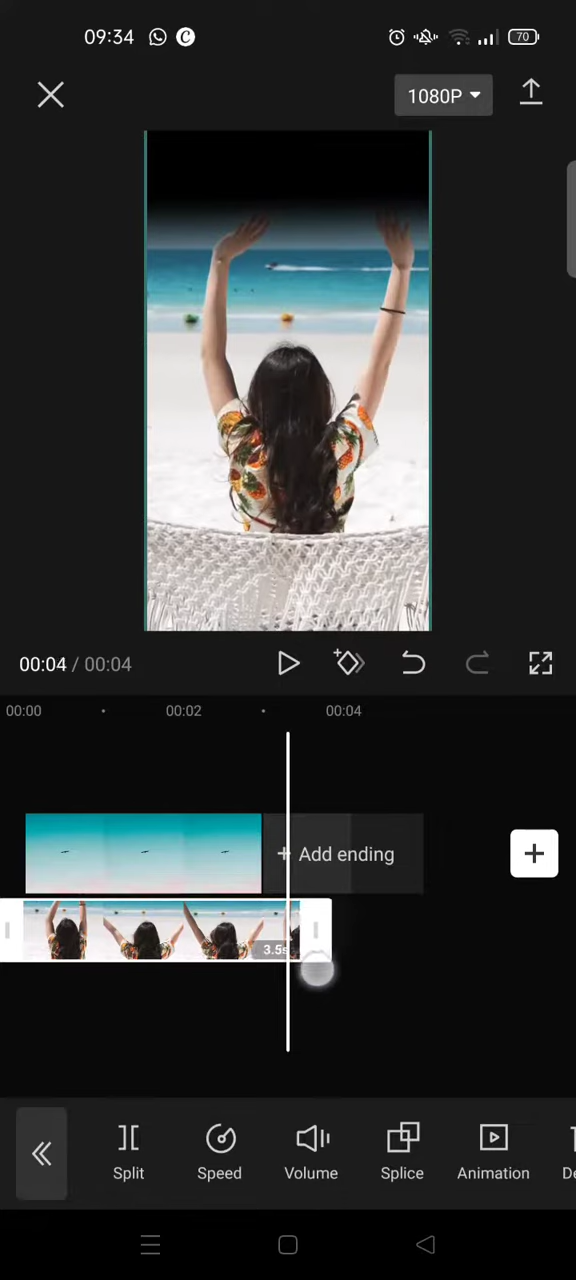 09:34 C 70
1080P
00:04 / 00:04
00:00 00:02 00:04
+ Add ending
3.5s
Split Speed Volume Splice Animation De